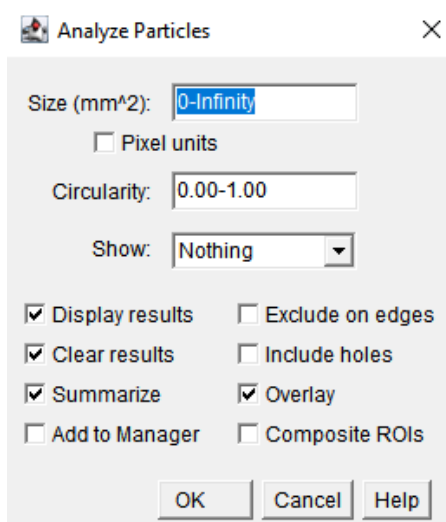 Analyze Particles
Size (mm^2): 0-Infinity
Pixel units
Circularity: 0.00-1.00
Show: Nothing
Display results Exclude on edges
Clear results Include holes
Summarize Overlay
Add to Manager Composite ROIs
OK Cancel Help